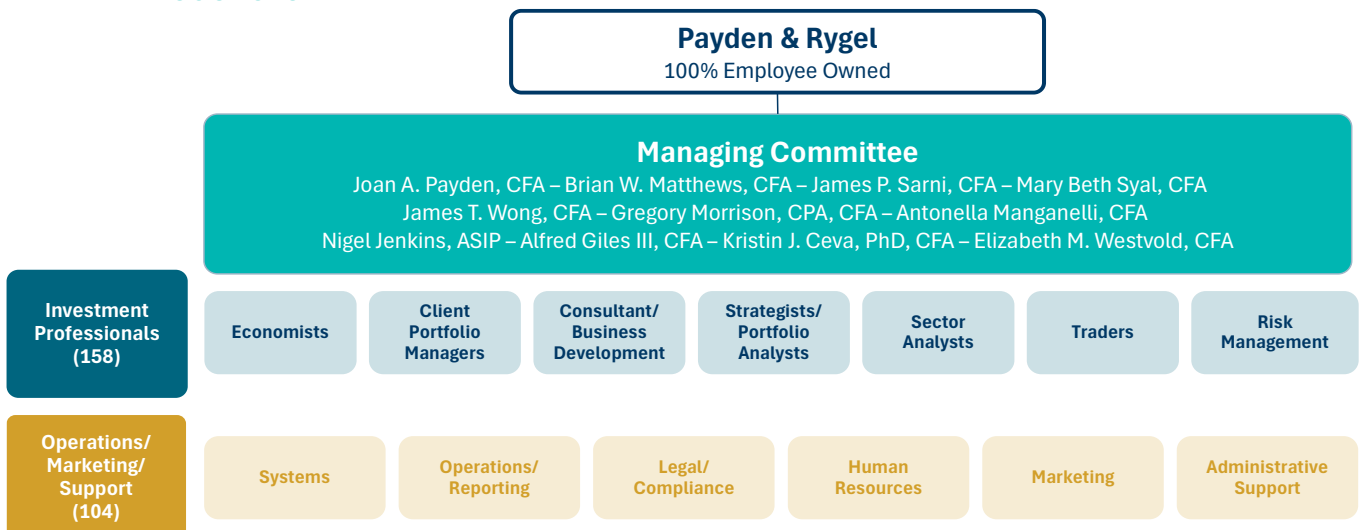 Payden & Rygel
100% Employee Owned
Managing Committee
Joan A. Payden, CFA – Brian W. Matthews, CFA – James P. Sarni, CFA – Mary Beth Syal, CFA
James T. Wong, CFA – Gregory Morrison, CPA, CFA – Antonella Manganelli, CFA
Nigel Jenkins, ASIP – Alfred Giles III, CFA – Kristin J. Ceva, PhD, CFA – Elizabeth M. Westvold, CFA
Investment
Professionals
(158)
Economists
Client
Portfolio
Managers
Consultant/
Business
Development
Strategists/
Portfolio
Analysts
Sector
Analysts
Traders
Risk
Management
Operations/
Marketing/
Support
(104)
Systems
Operations/
Reporting
Legal/
Compliance
Human
Resources
Marketing
Administrative
Support